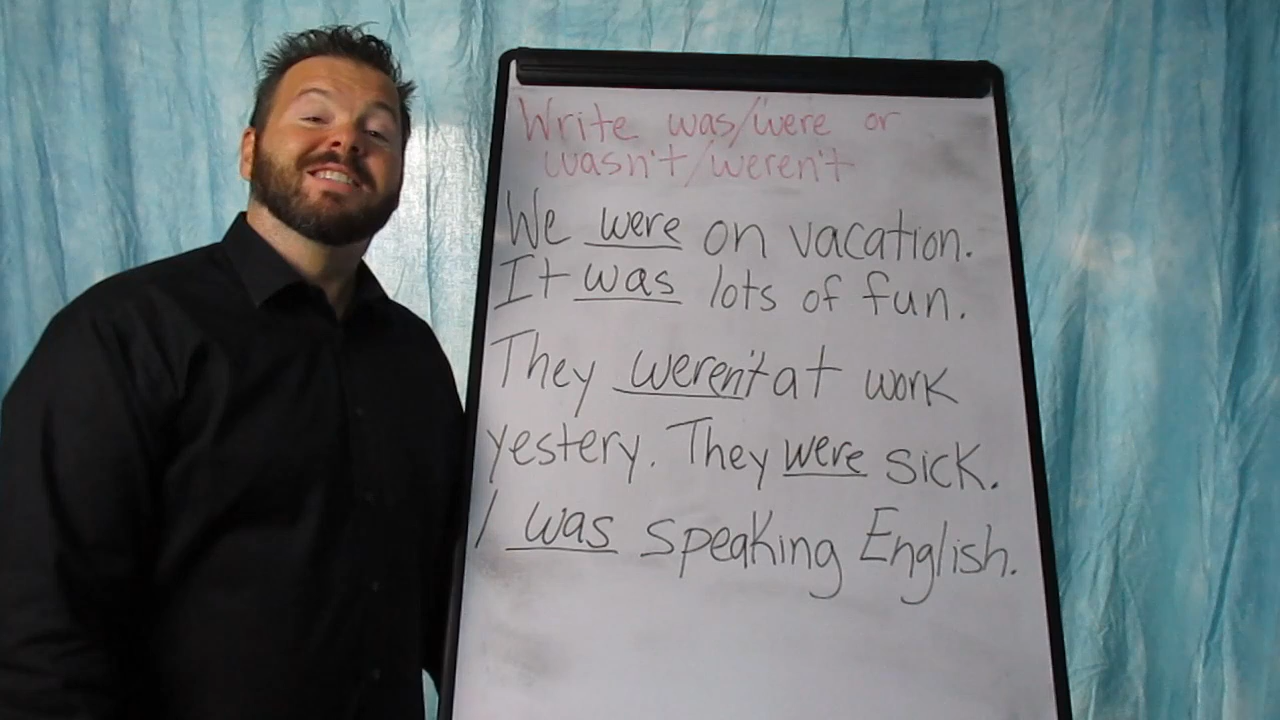 Write was/were or
wasn't/weren't
We were on vacation.
It was lots of fun.
They weren't at work
yestery. They were sick.
I was speaking English.